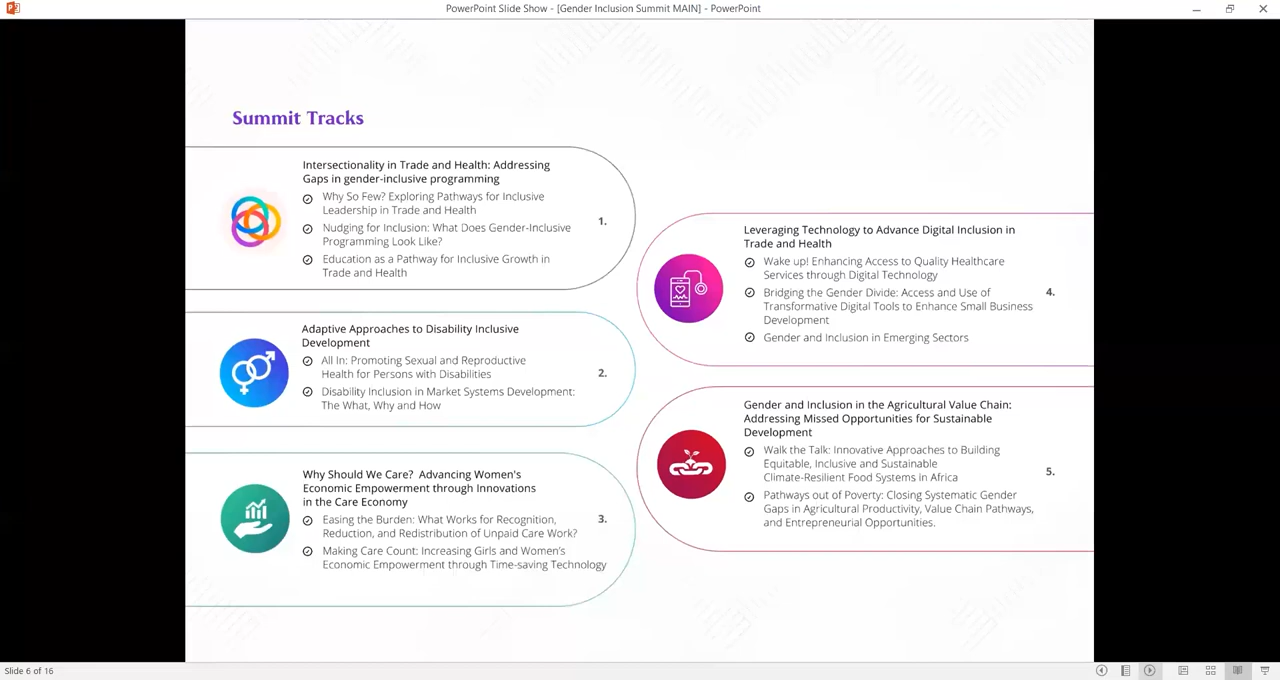 PowerPoint Slide Show - [Gender Inclusion Summit MAIN] - PowerPoint
Summit Tracks
Intersectionality in Trade and Health: Addressing
Gaps in gender-inclusive programming
Why So Few? Exploring Pathways for Inclusive
Leadership in Trade and Health
Nudging for Inclusion: What Does Gender-Inclusive
Programming Look Like?
Education as a Pathway for Inclusive Growth in
Trade and Health
1.
Adaptive Approaches to Disability Inclusive
Development
All In: Promoting Sexual and Reproductive
Health for Persons with Disabilities
Disability Inclusion in Market Systems Development:
The What, Why and How
2.
Why Should We Care? Advancing Women's
Economic Empowerment through Innovations
in the Care Economy
Easing the Burden: What Works for Recognition,
Reduction, and Redistribution of Unpaid Care Work?
Making Care Count: Increasing Girls and Women's
Economic Empowerment through Time-saving Technology
3.
Leveraging Technology to Advance Digital Inclusion in
Trade and Health
Wake up! Enhancing Access to Quality Healthcare
Services through Digital Technology
Bridging the Gender Divide: Access and Use of
Transformative Digital Tools to Enhance Small Business
Development
Gender and Inclusion in Emerging Sectors
4.
Gender and Inclusion in the Agricultural Value Chain:
Addressing Missed Opportunities for Sustainable
Development
Walk the Talk: Innovative Approaches to Building
Equitable, Inclusive and Sustainable
Climate-Resilient Food Systems in Africa
Pathways out of Poverty: Closing Systematic Gender
Gaps in Agricultural Productivity, Value Chain Pathways,
and Entrepreneurial Opportunities.
5.
Slide 6 of 16